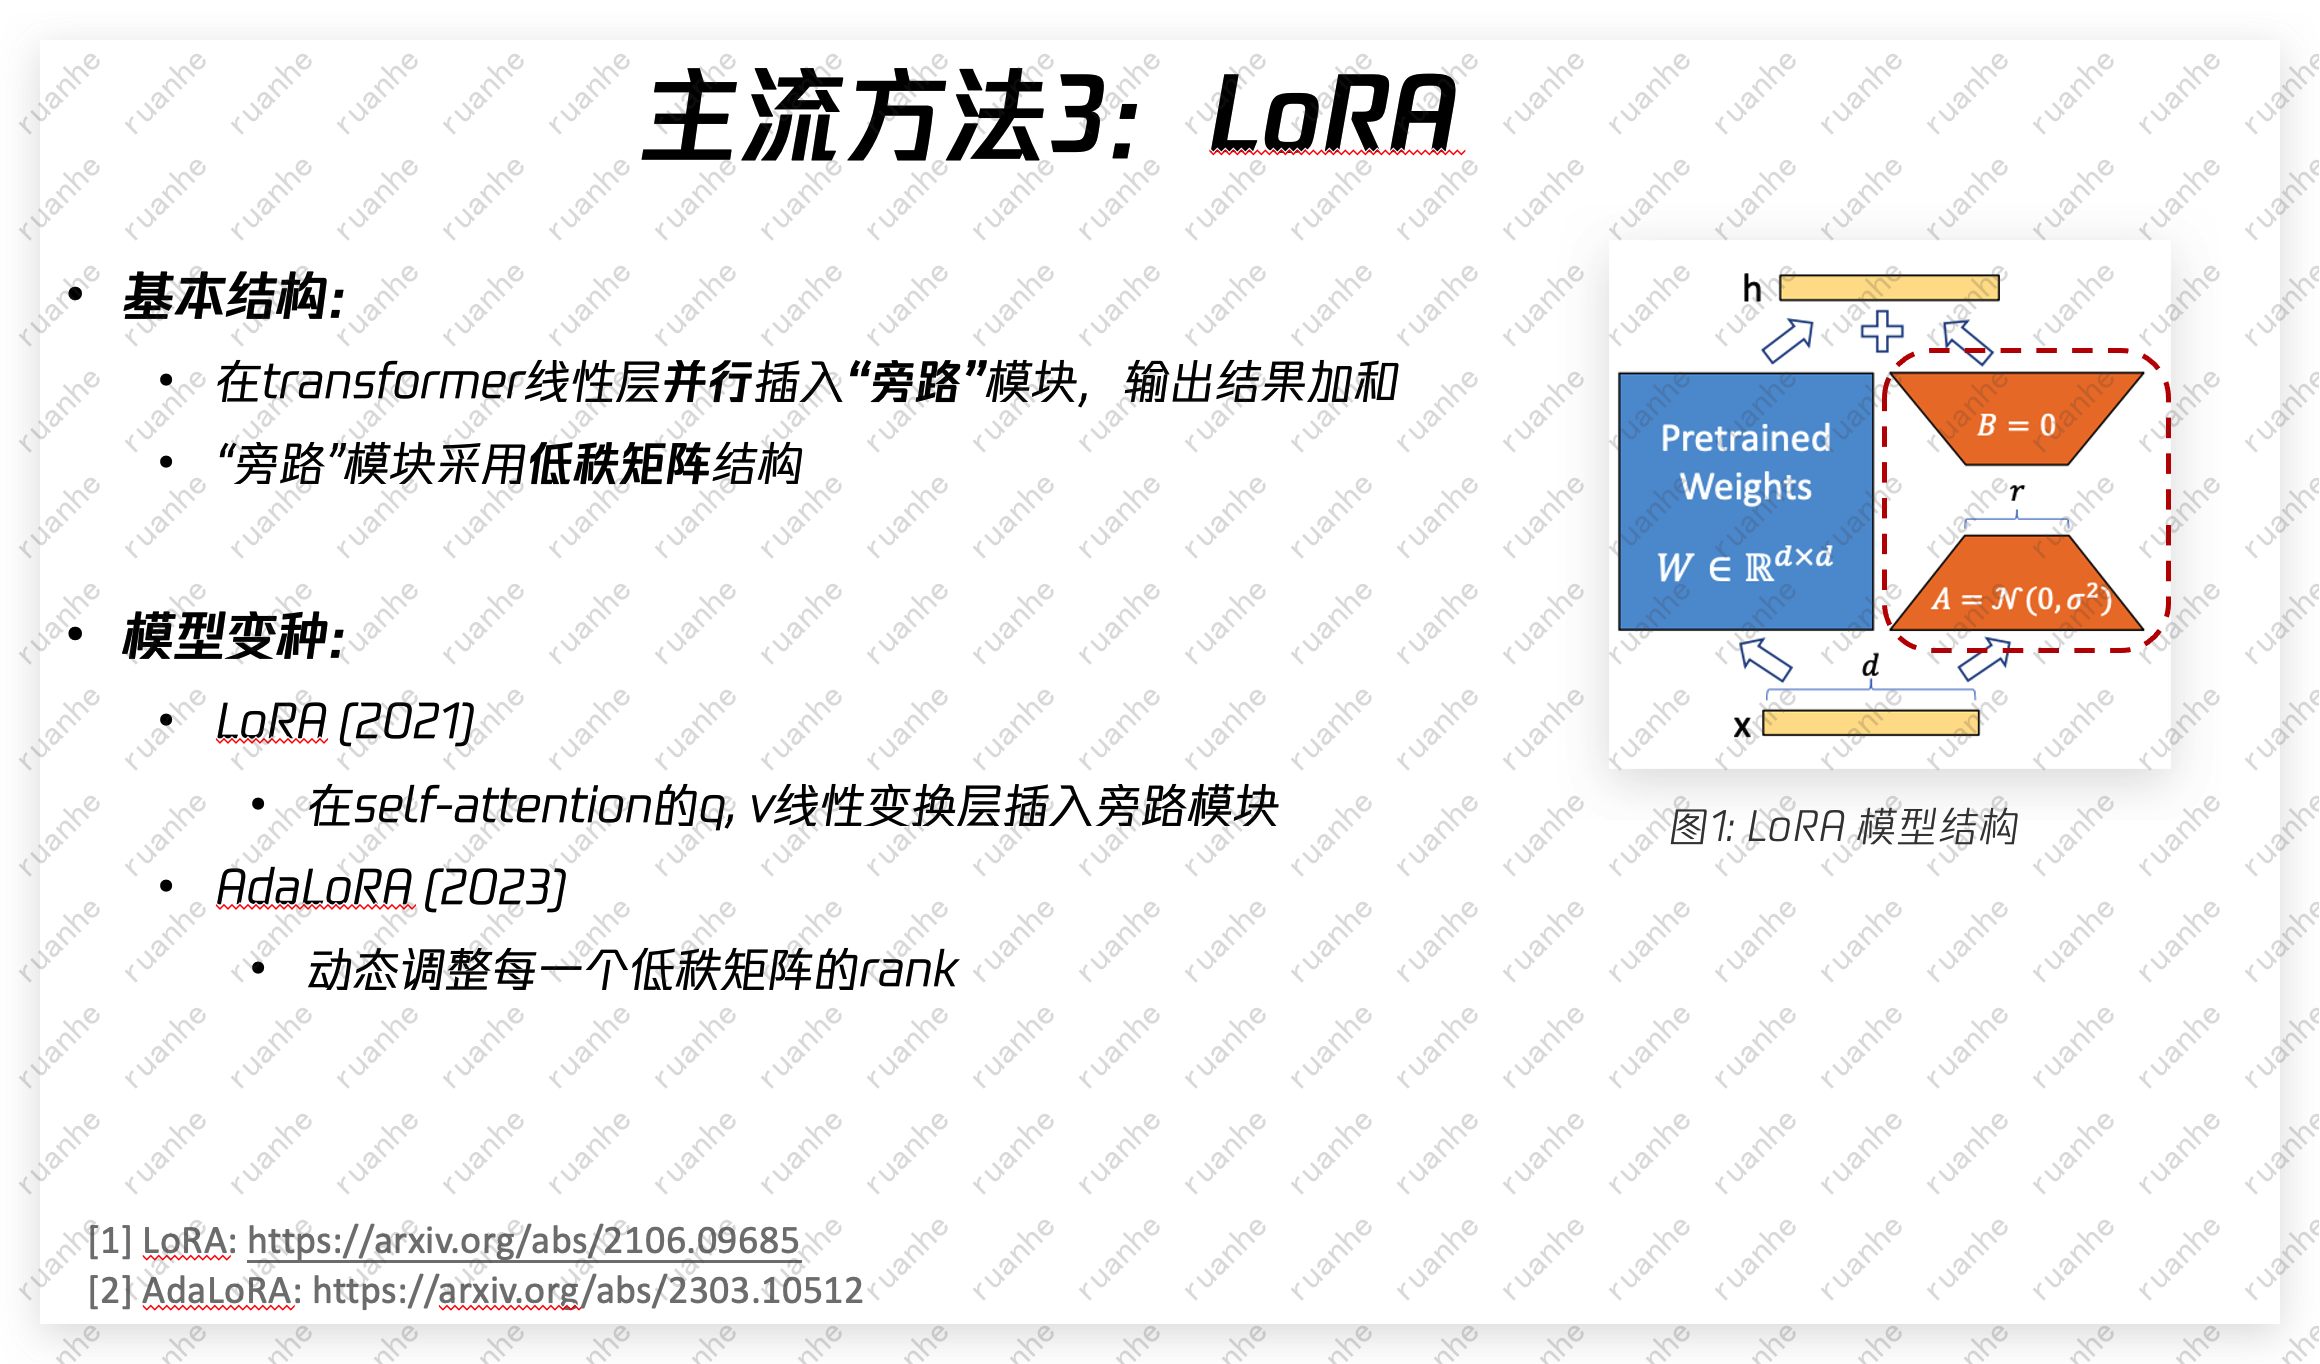 主流方法3: LoRA
• 基本结构:
• 在transformer线性层并行插入“旁路”模块, 输出结果加和
• “旁路”模块采用低秩矩阵结构
• 模型变种:
• LoRA (2021)
• 在self-attention的q, v线性变换层插入旁路模块
• AdaLoRA (2023)
• 动态调整每一个低秩矩阵的rank
h
Pretrained
Weights
W ∈ ℝ^{d×d}
B = 0
r
A = 𝒩(0, σ²)
d
x
图1: LoRA 模型结构
[1] LoRA: https://arxiv.org/abs/2106.09685
[2] AdaLoRA: https://arxiv.org/abs/2303.10512
ruanhe